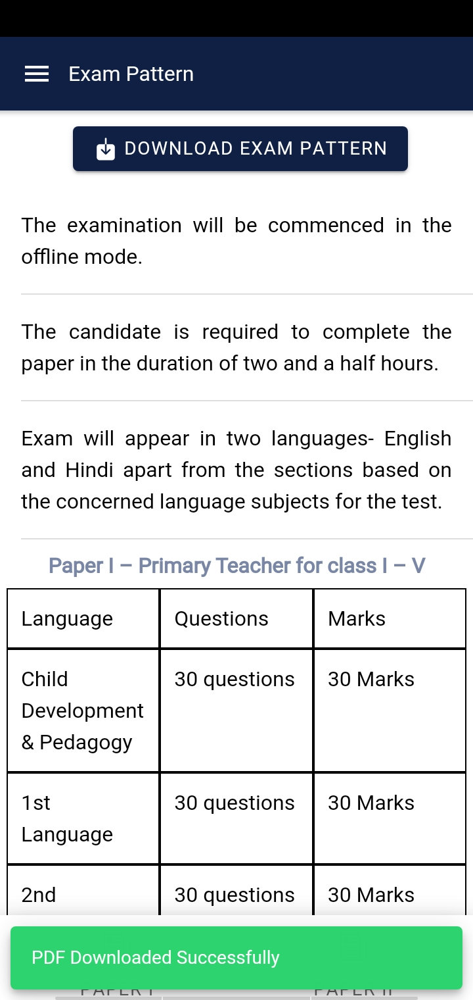 Exam Pattern
DOWNLOAD EXAM PATTERN
The examination will be commenced in the
offline mode.
The candidate is required to complete the
paper in the duration of two and a half hours.
Exam will appear in two languages- English
and Hindi apart from the sections based on
the concerned language subjects for the test.
Paper I – Primary Teacher for class I – V
Language Questions Marks
Child 30 questions 30 Marks
Development
& Pedagogy
1st 30 questions 30 Marks
Language
2nd 30 questions 30 Marks
PDF Downloaded Successfully
PAPER I PAPER II